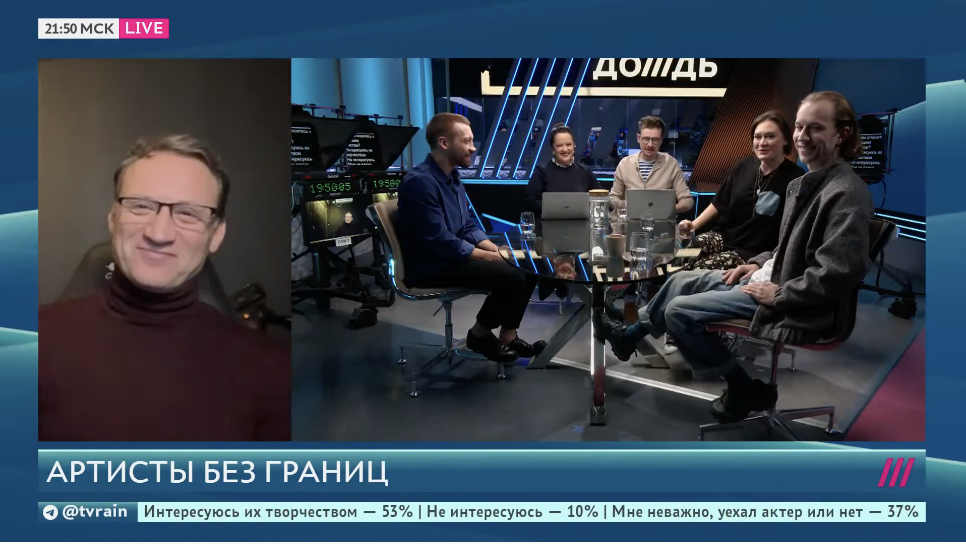 21:50 МСК LIVE
ДОЖДЬ
195005
1950
АРТИСТЫ БЕЗ ГРАНИЦ
@tvrain Интересуюсь их творчеством — 53% | Не интересуюсь — 10% | Мне неважно, уехал актер или нет — 37%